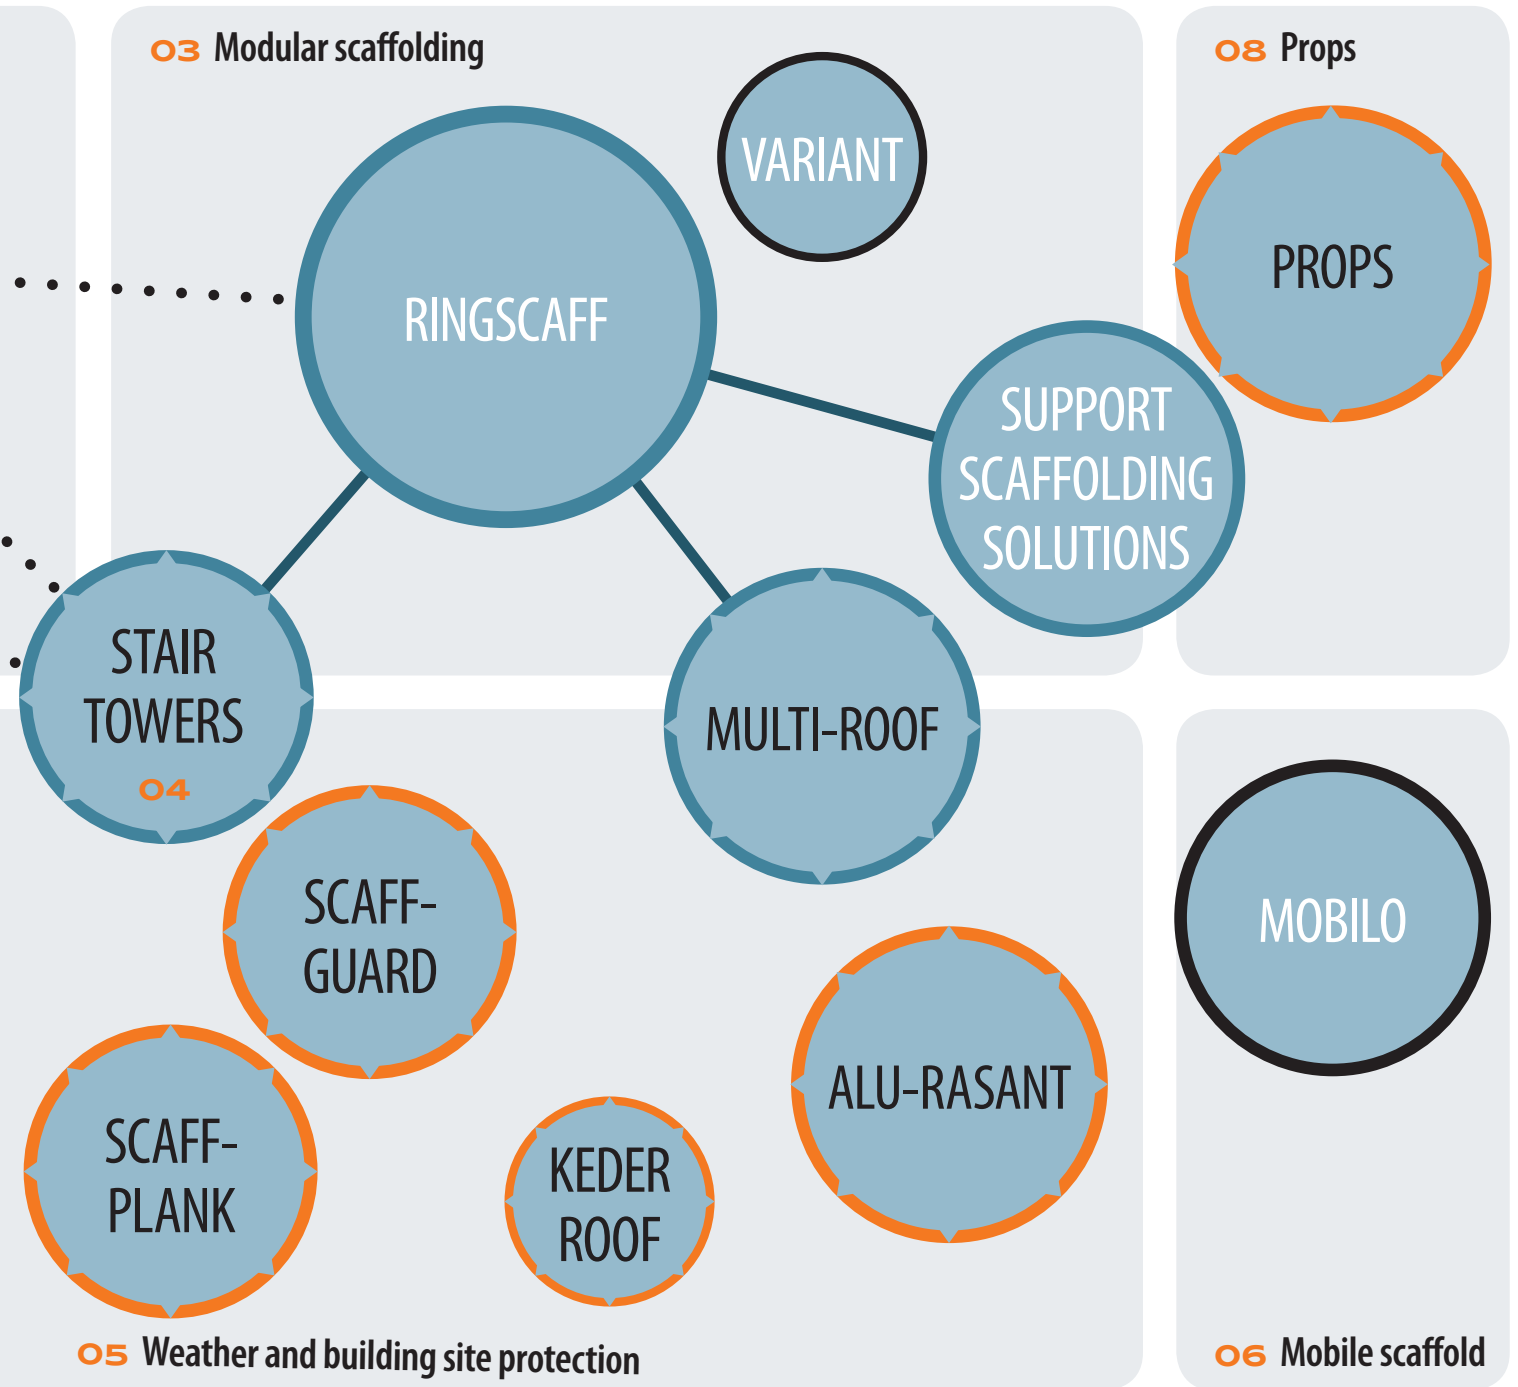 03 Modular scaffolding
VARIANT
RINGSCAFF
SUPPORT
SCAFFOLDING
SOLUTIONS
08 Props
PROPS
STAIR
TOWERS
04
MULTI-ROOF
SCAFF-
GUARD
SCAFF-
PLANK
KEDER
ROOF
ALU-RASANT
05 Weather and building site protection
MOBILO
06 Mobile scaffold